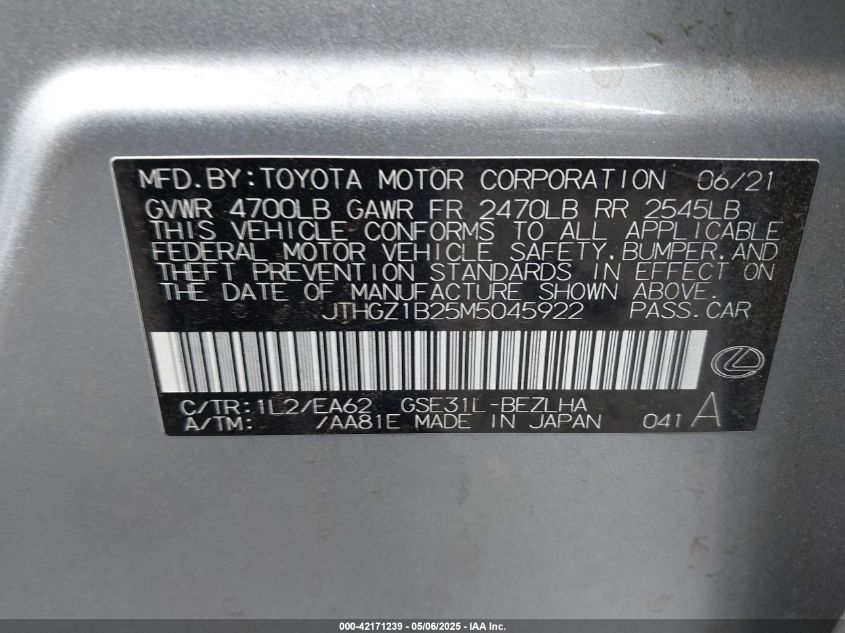 MFD.BY:TOYOTA MOTOR CORPORATION 06/21
GVWR 4700LB GAWR FR 2470LB RR 2545LB
THIS VEHICLE CONFORMS TO ALL APPLICABLE
FEDERAL MOTOR VEHICLE SAFETY,BUMPER,AND
THEFT PREVENTION STANDARDS IN EFFECT ON
THE DATE OF MANUFACTURE SHOWN ABOVE.
JTHGZ1B25M5045922 PASS.CAR
C/TR:1L2/EA62 GSE31L-BEZLHA
A/TM: /AA81E MADE IN JAPAN 041 A
000-42171239 - 05/06/2025 - IAA Inc.